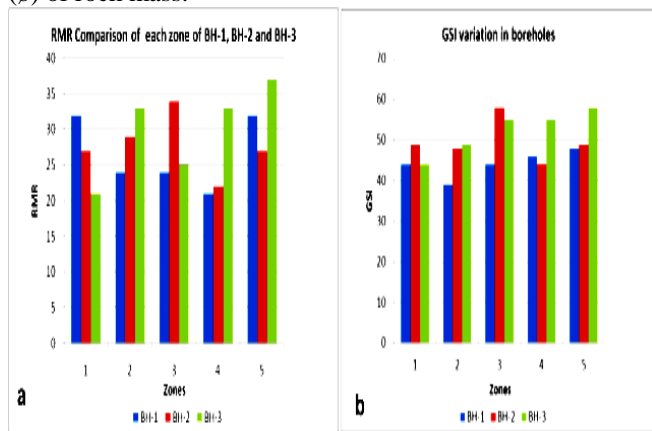 (ø) of rock mass.
RMR Comparison of each zone of BH-1, BH-2 and BH-3
40
35
30
25
20
15
10
5
0
RMR
1 2 3 4 5
Zones
BH-1 BH-2 BH-3
a
GSI variation in boreholes
70
60
50
40
30
20
10
0
GSI
1 2 3 4 5
Zones
BH-1 BH-2 BH-3
b